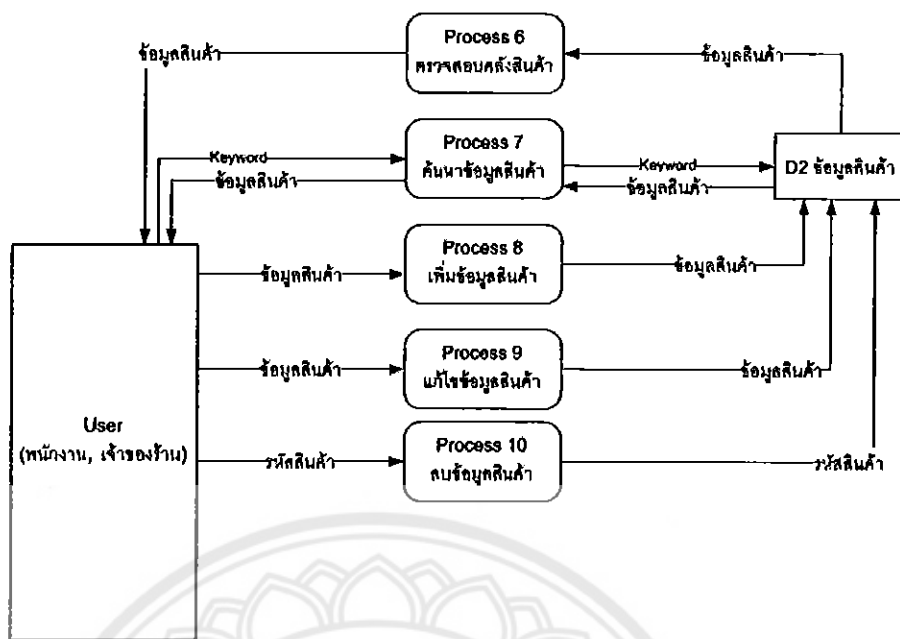 Process 6
ตรวจสอบคลังสินค้า
ข้อมูลสินค้า
ข้อมูลสินค้า
Process 7
ค้นหาข้อมูลสินค้า
Keyword
ข้อมูลสินค้า
Keyword
ข้อมูลสินค้า
D2 ข้อมูลสินค้า
Process 8
เพิ่มข้อมูลสินค้า
ข้อมูลสินค้า
ข้อมูลสินค้า
Process 9
แก้ไขข้อมูลสินค้า
ข้อมูลสินค้า
ข้อมูลสินค้า
User
(พนักงาน, เจ้าของร้าน)
Process 10
ลบข้อมูลสินค้า
รหัสสินค้า
รหัสสินค้า